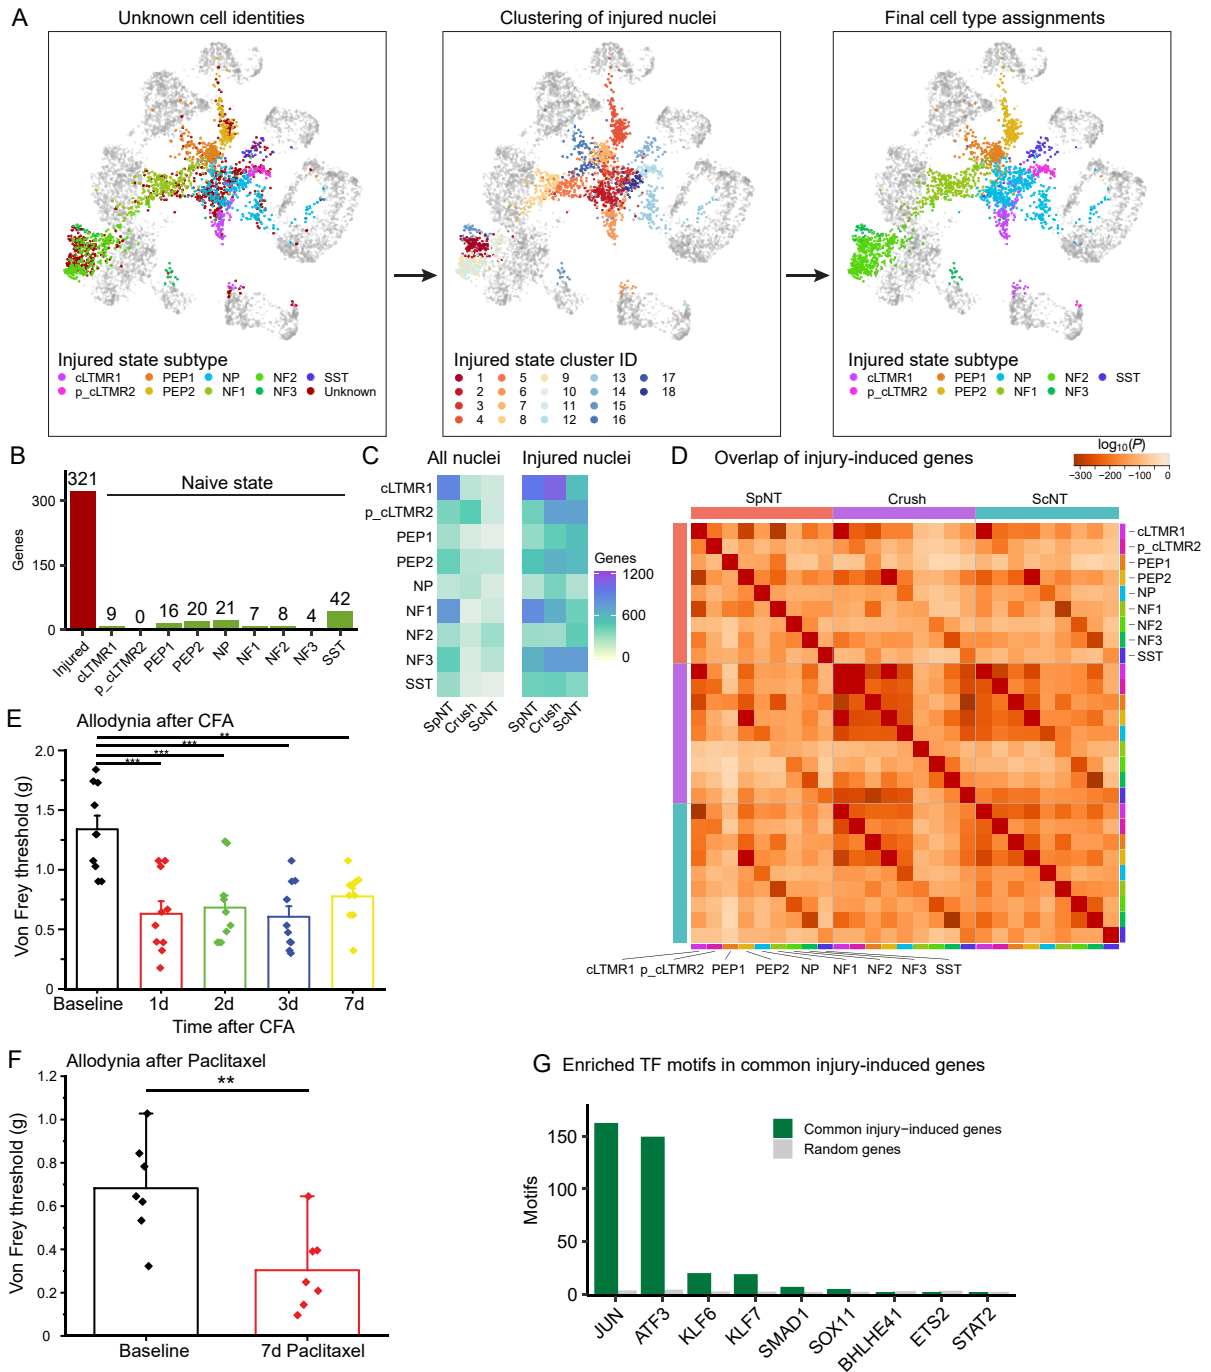 A
Unknown cell identities
Clustering of injured nuclei
Final cell type assignments
Injured state subtype
cLTMR1 PEP1 NP NF2 SST
p_cLTMR2 PEP2 NF1 NF3 Unknown
Injured state cluster ID
1 5 9 13 17
2 6 10 14 18
3 7 11 15
4 8 12 16
Injured state subtype
cLTMR1 PEP1 NP NF2 SST
p_cLTMR2 PEP2 NF1 NF3
B
321
Naive state
300
150
0
Genes
9 0 16 20 21 7 8 4 42
Injured cLTMR1 p_cLTMR2 PEP1 PEP2 NP NF1 NF2 NF3 SST
C
All nuclei Injured nuclei
cLTMR1
p_cLTMR2
PEP1
PEP2
NP
NF1
NF2
NF3
SST
SpNT Crush ScNT SpNT Crush ScNT
Genes
1200
600
0
D Overlap of injury-induced genes
log10(P)
−300 −200 −100 0
SpNT Crush ScNT
cLTMR1
p_cLTMR2
PEP1
PEP2
NP
NF1
NF2
NF3
SST
cLTMR1 p_cLTMR2 PEP1 PEP2 NP NF1 NF2 NF3 SST
E Allodynia after CFA
**
***
***
***
2.0
1.5
1.0
0.5
0
Von Frey threshold (g)
Baseline 1d 2d 3d 7d
Time after CFA
F Allodynia after Paclitaxel
**
1.2
1.0
0.8
0.6
0.4
0.2
0
Von Frey threshold (g)
Baseline 7d Paclitaxel
G Enriched TF motifs in common injury-induced genes
Common injury−induced genes
Random genes
150
100
50
0
Motifs
JUN ATF3 KLF6 KLF7 SMAD1 SOX11 BHLHE41 ETS2 STAT2